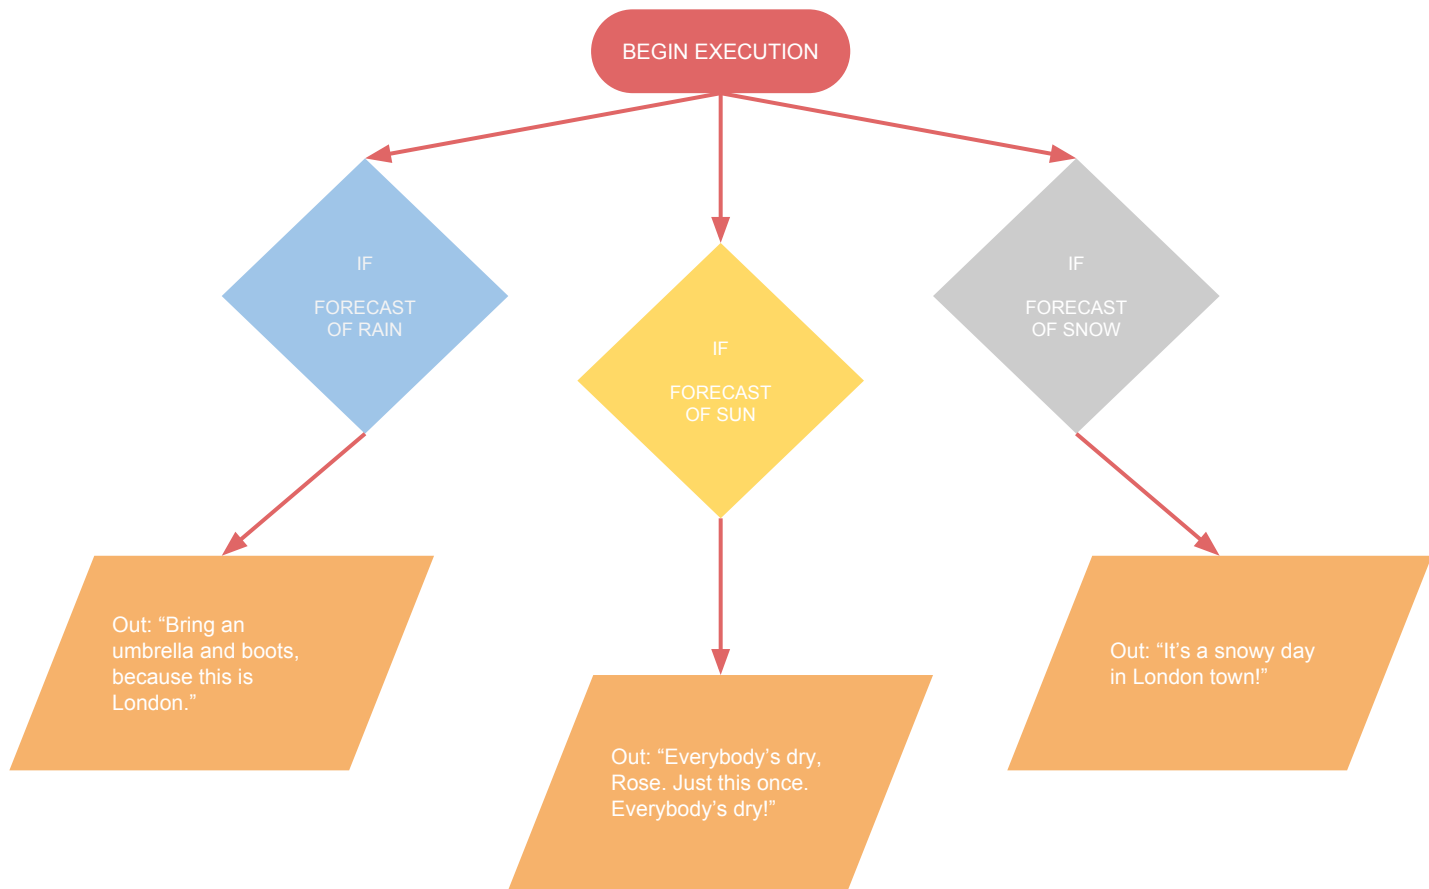 BEGIN EXECUTION
IF
FORECAST
OF RAIN
IF
FORECAST
OF SUN
IF
FORECAST
OF SNOW
Out: “Bring an
umbrella and boots,
because this is
London.”
Out: “Everybody’s dry,
Rose. Just this once.
Everybody’s dry!”
Out: “It’s a snowy day
in London town!”